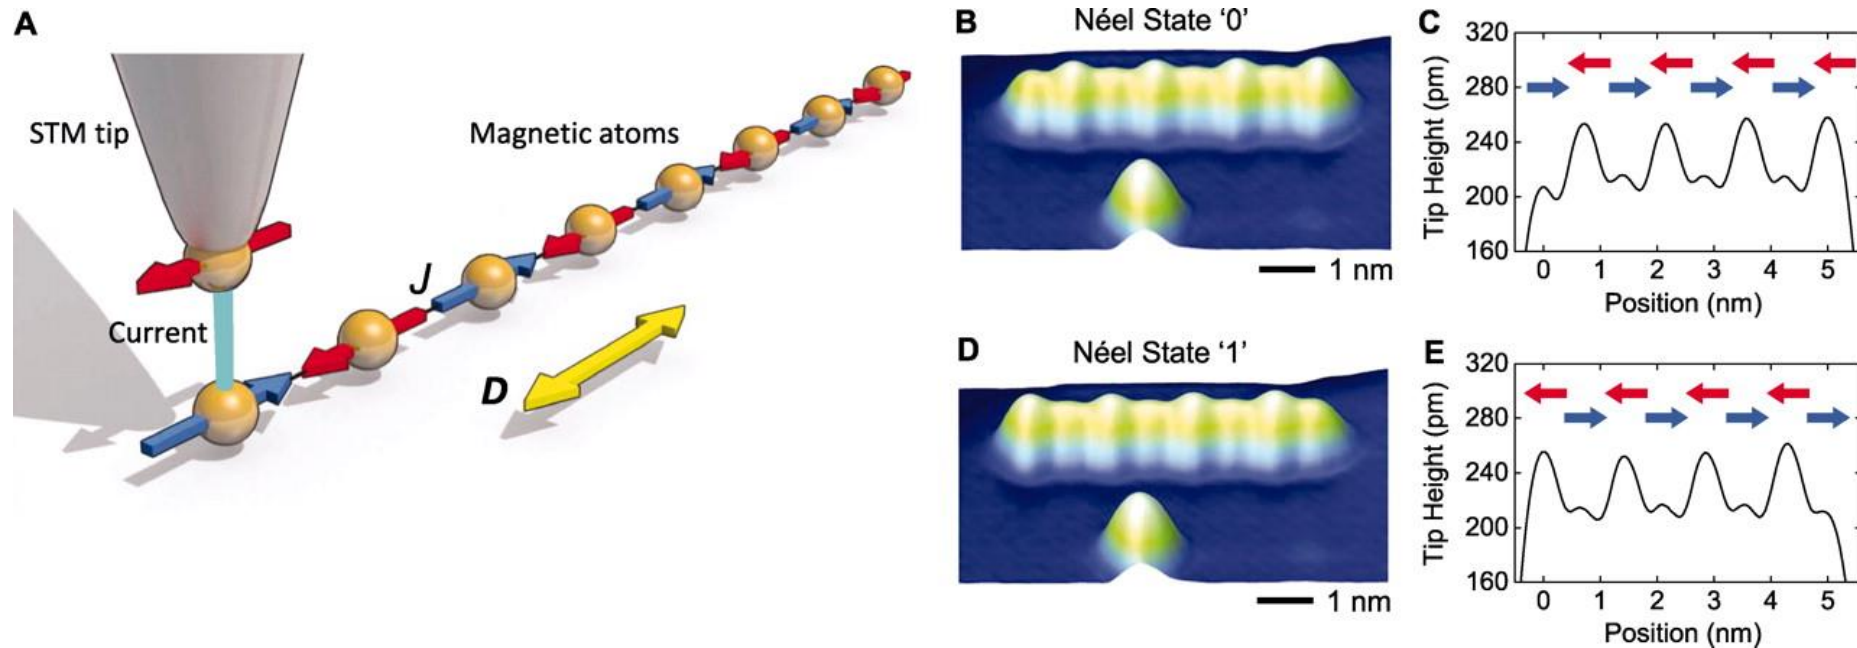 A
STM tip
Magnetic atoms
J
Current
D
B
Néel State ‘0’
1 nm
C
Tip Height (pm)
320
280
240
200
160
0 1 2 3 4 5
Position (nm)
D
Néel State ‘1’
1 nm
E
Tip Height (pm)
320
280
240
200
160
0 1 2 3 4 5
Position (nm)